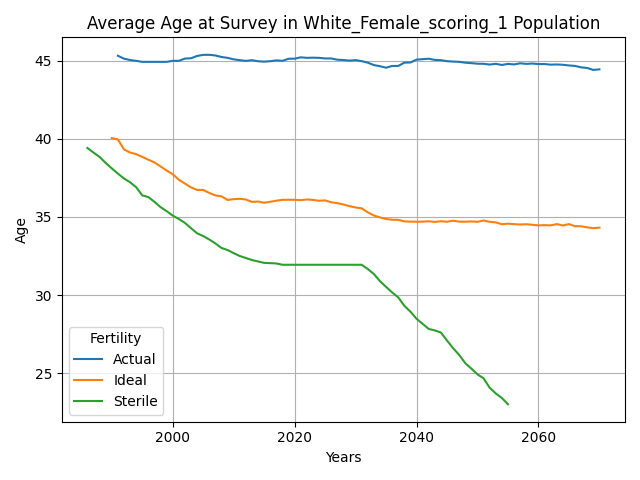 Average Age at Survey in White_Female_scoring_1 Population
Age
45
40
35
30
25
Fertility
Actual
Ideal
Sterile
2000 2020 2040 2060
Years